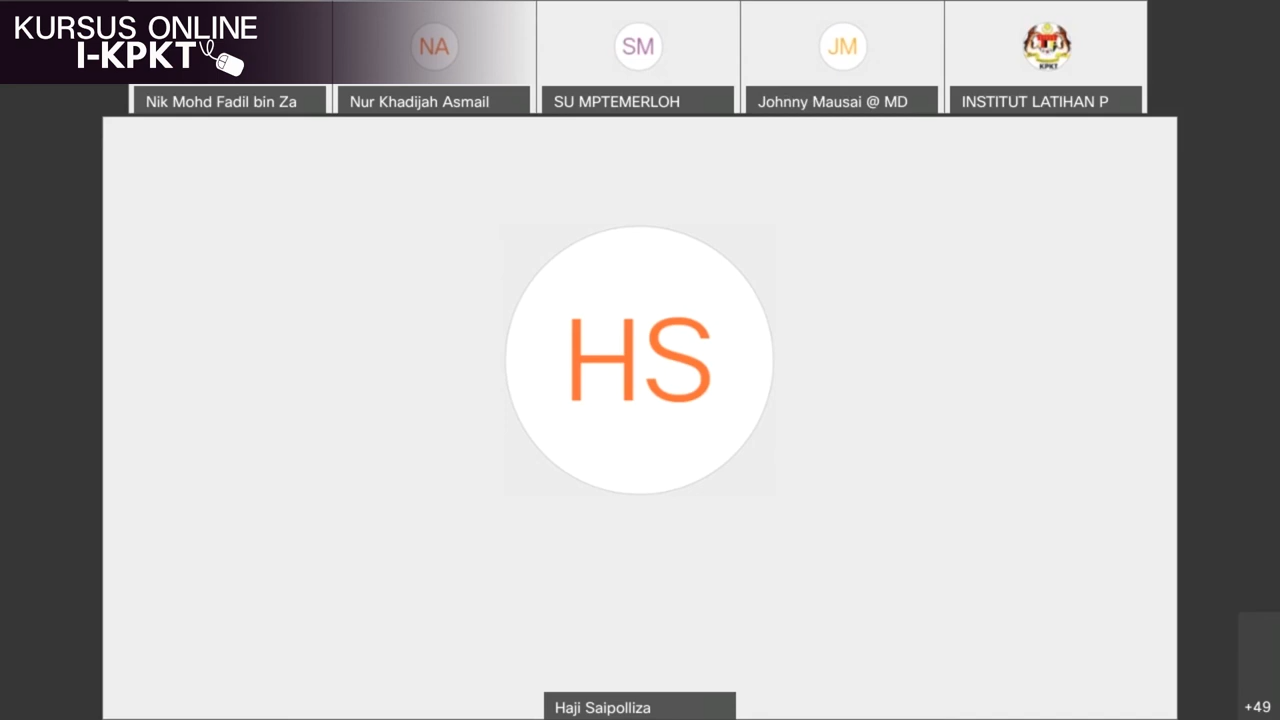 KURSUS ONLINE
I-KPKT
NA
SM
JM
KPKT
Nik Mohd Fadil bin Za
Nur Khadijah Asmail
SU MPTEMERLOH
Johnny Mausai @ MD
INSTITUT LATIHAN P
HS
Haji Saipolliza
+49